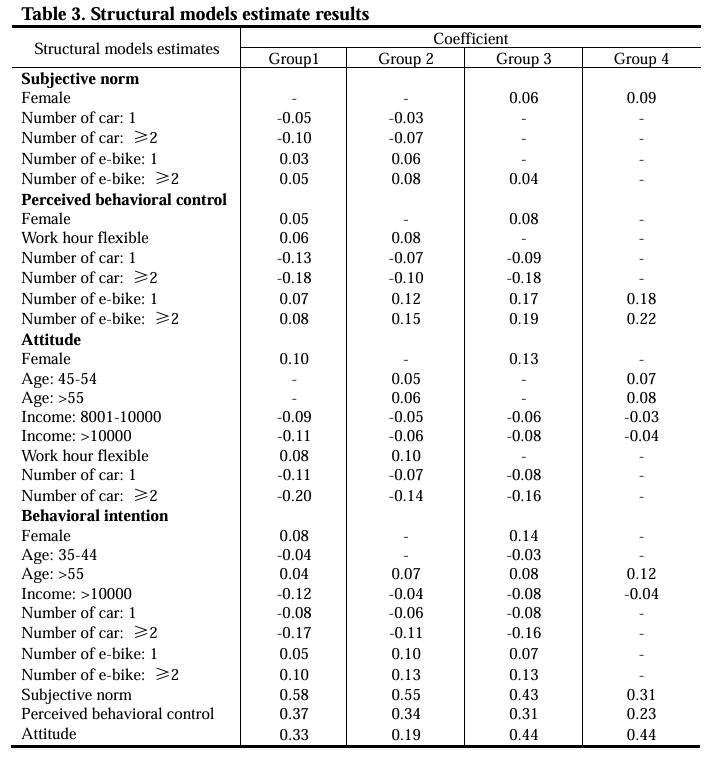 Table 3. Structural models estimate results
Structural models estimates Coefficient
Group1 Group 2 Group 3 Group 4
Subjective norm
Female - - 0.06 0.09
Number of car: 1 -0.05 -0.03 - -
Number of car: ≥2 -0.10 -0.07 - -
Number of e-bike: 1 0.03 0.06 - -
Number of e-bike: ≥2 0.05 0.08 0.04 -
Perceived behavioral control
Female 0.05 - 0.08 -
Work hour flexible 0.06 0.08 - -
Number of car: 1 -0.13 -0.07 -0.09 -
Number of car: ≥2 -0.18 -0.10 -0.18 -
Number of e-bike: 1 0.07 0.12 0.17 0.18
Number of e-bike: ≥2 0.08 0.15 0.19 0.22
Attitude
Female 0.10 - 0.13 -
Age: 45-54 - 0.05 - 0.07
Age: >55 - 0.06 - 0.08
Income: 8001-10000 -0.09 -0.05 -0.06 -0.03
Income: >10000 -0.11 -0.06 -0.08 -0.04
Work hour flexible 0.08 0.10 - -
Number of car: 1 -0.11 -0.07 -0.08 -
Number of car: ≥2 -0.20 -0.14 -0.16 -
Behavioral intention
Female 0.08 - 0.14 -
Age: 35-44 -0.04 - -0.03 -
Age: >55 0.04 0.07 0.08 0.12
Income: >10000 -0.12 -0.04 -0.08 -0.04
Number of car: 1 -0.08 -0.06 -0.08 -
Number of car: ≥2 -0.17 -0.11 -0.16 -
Number of e-bike: 1 0.05 0.10 0.07 -
Number of e-bike: ≥2 0.10 0.13 0.13 -
Subjective norm 0.58 0.55 0.43 0.31
Perceived behavioral control 0.37 0.34 0.31 0.23
Attitude 0.33 0.19 0.44 0.44